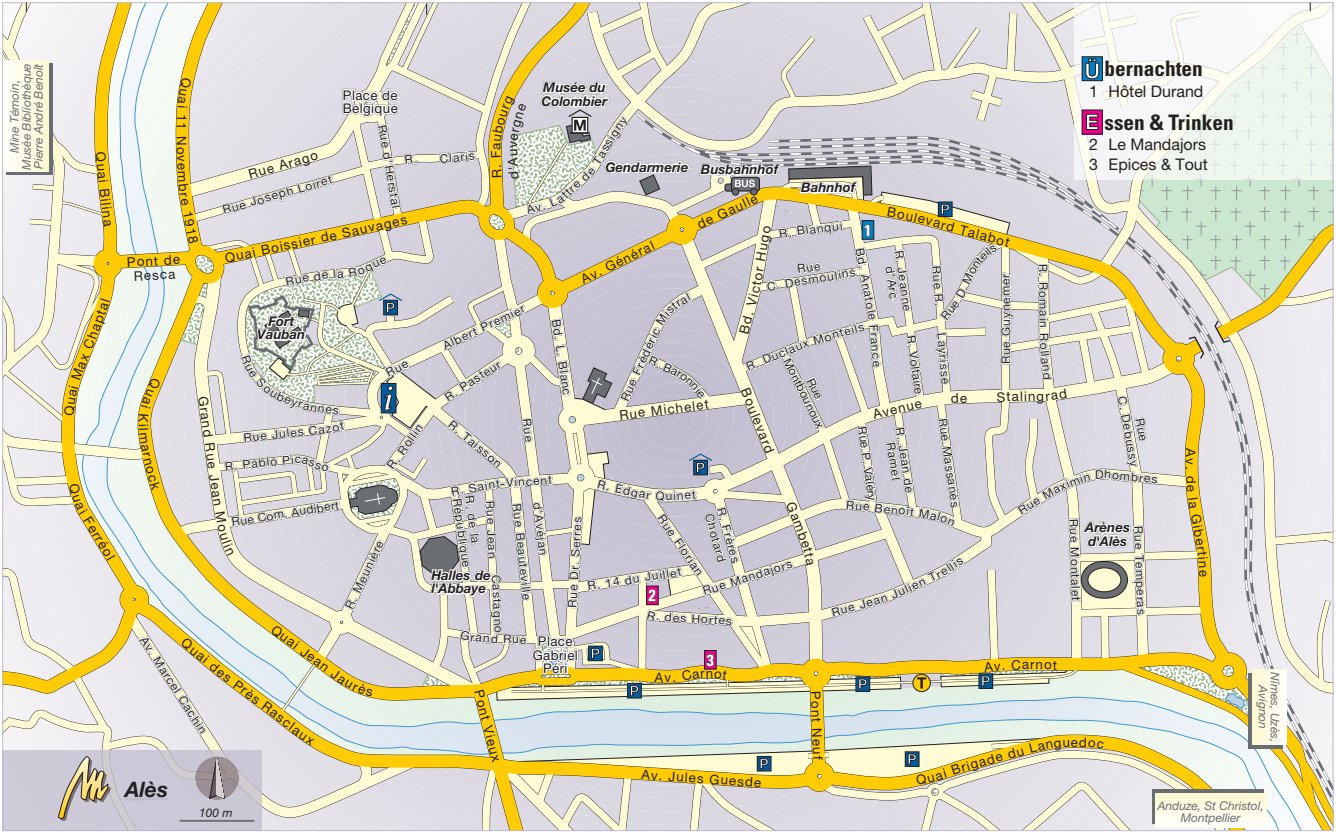 Mine Témoin,
Musée Bibliothèque
Pierre André Benoît
Übernachten
1 Hôtel Durand
Essen & Trinken
2 Le Mandajors
3 Epices & Tout
Musée du
Colombier
M
Place de
Belgique
Quai 11 Novembre 1918
Quai Bilina
Rue Arago
R. Claris
Rue d'Herstal
Rue Joseph Loiret
R. Faubourg
d'Auvergne
Av. Lattre de Tassigny
Gendarmerie
Busbahnhof
BUS
Bahnhof
P
Boulevard Talabot
Pont de
Resca
Quai Boissier de Sauvages
Av. Général de Gaulle
R. Blanqui
1
Rue de la Roque
Fort
Vauban
P
Rue
C. Desmoulins
Bd. Victor Hugo
Bd. Anatole France
R. Jeanne
d'Arc
Rue R. Layrisse
Rue D. Monteils
Rue Guynemer
R. Romain Rolland
Quai Max Chaptal
Rue Albert Premier
Bd. L. Blanc
Rue Frédéric Mistral
R. Baronnie
R. Duclaux Monteils
Rue
Montbounoux
R. Voltaire
Rue Soubeyrannes
i
R. Pasteur
Rue Michelet
Boulevard Gambetta
Avenue de Stalingrad
Quai Kilmarnock
Grand Rue Jean Moulin
Rue Jules Cazot
R. Rollin
R. Taisson
R. Pablo Picasso
Rue Com. Audibert
R. Saint-Vincent
R. Edgar Quinet
P
Rue P. Valéry
R. Jean de
Ramel
Rue Massanès
Rue
C. Debussy
Rue Maximin Dhombres
Av. de la Gibertine
Quai Ferréol
R. de la
République
Rue Jean Castagno
Rue Beauteville
Rue d'Avéjan
Rue Dr. Serres
Rue Florian
R. Frères
Chotard
Rue Benoit Malon
Arènes
d'Alès
Rue Montalet
Rue Temperas
R. Meunière
Halles de
l'Abbaye
R. 14 du Juillet
Rue Mandajors
2
R. des Hortes
Rue Jean Julien Trellis
Grand Rue
Place
Gabriel
Péri
P
3
Av. Carnot
Av. Carnot
P
P
T
P
Quai Jean Jaurès
Quai des Près Rasclaux
Av. Marcel Cachin
Pont Vieux
Pont Neuf
Nîmes, Uzès,
Avignon
P
P
Av. Jules Guesde
Quai Brigade du Languedoc
Alès
100 m
Anduze, St Christol,
Montpellier